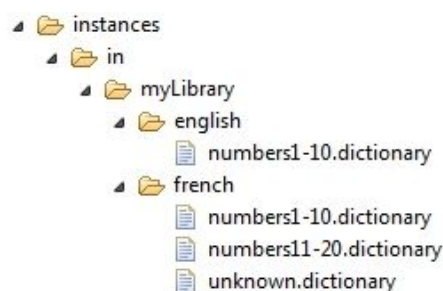 instances
in
myLibrary
english
numbers1-10.dictionary
french
numbers1-10.dictionary
numbers11-20.dictionary
unknown.dictionary